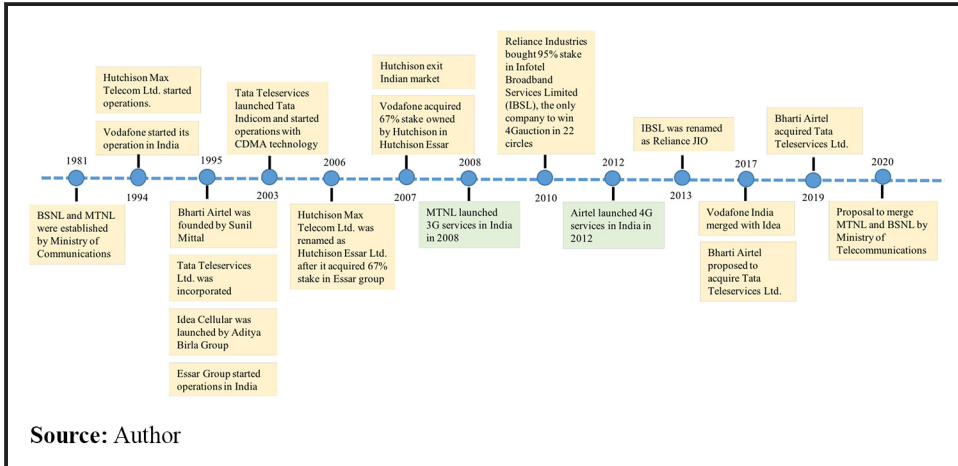 Hutchison Max
Telecom Ltd. started
operations.
Vodafone started its
operation in India
Tata Teleservices
launched Tata
Indicom and started
operations with
CDMA technology
Hutchison exit
Indian market
Vodafone acquired
67% stake owned
by Hutchison in
Hutchison Essar
Reliance Industries
bought 95% stake
in Infotel
Broadband
Services Limited
(IBSL), the only
company to win
4Gauction in 22
circles
IBSL was renamed
as Reliance JIO
Bharti Airtel
acquired Tata
Teleservices Ltd.
1981
1995
2006
2008
2012
2017
2020
1994
2003
2007
2010
2013
2019
BSNL and MTNL
were established
by Ministry of
Communications
Bharti Airtel was
founded by Sunil
Mittal
Tata Teleservices
Ltd. was
incorporated
Idea Cellular was
launched by Aditya
Birla Group
Essar Group started
operations in India
Hutchison Max
Telecom Ltd. was
renamed as
Hutchison Essar Ltd.
after it acquired 67%
stake in Essar group
MTNL launched
3G services in India
in 2008
Airtel launched 4G
services in India in
2012
Vodafone India
merged with Idea
Bharti Airtel
proposed to
acquire Tata
Teleservices Ltd.
Proposal to merge
MTNL and BSNL by
Ministry of
Telecommunications
Source: Author